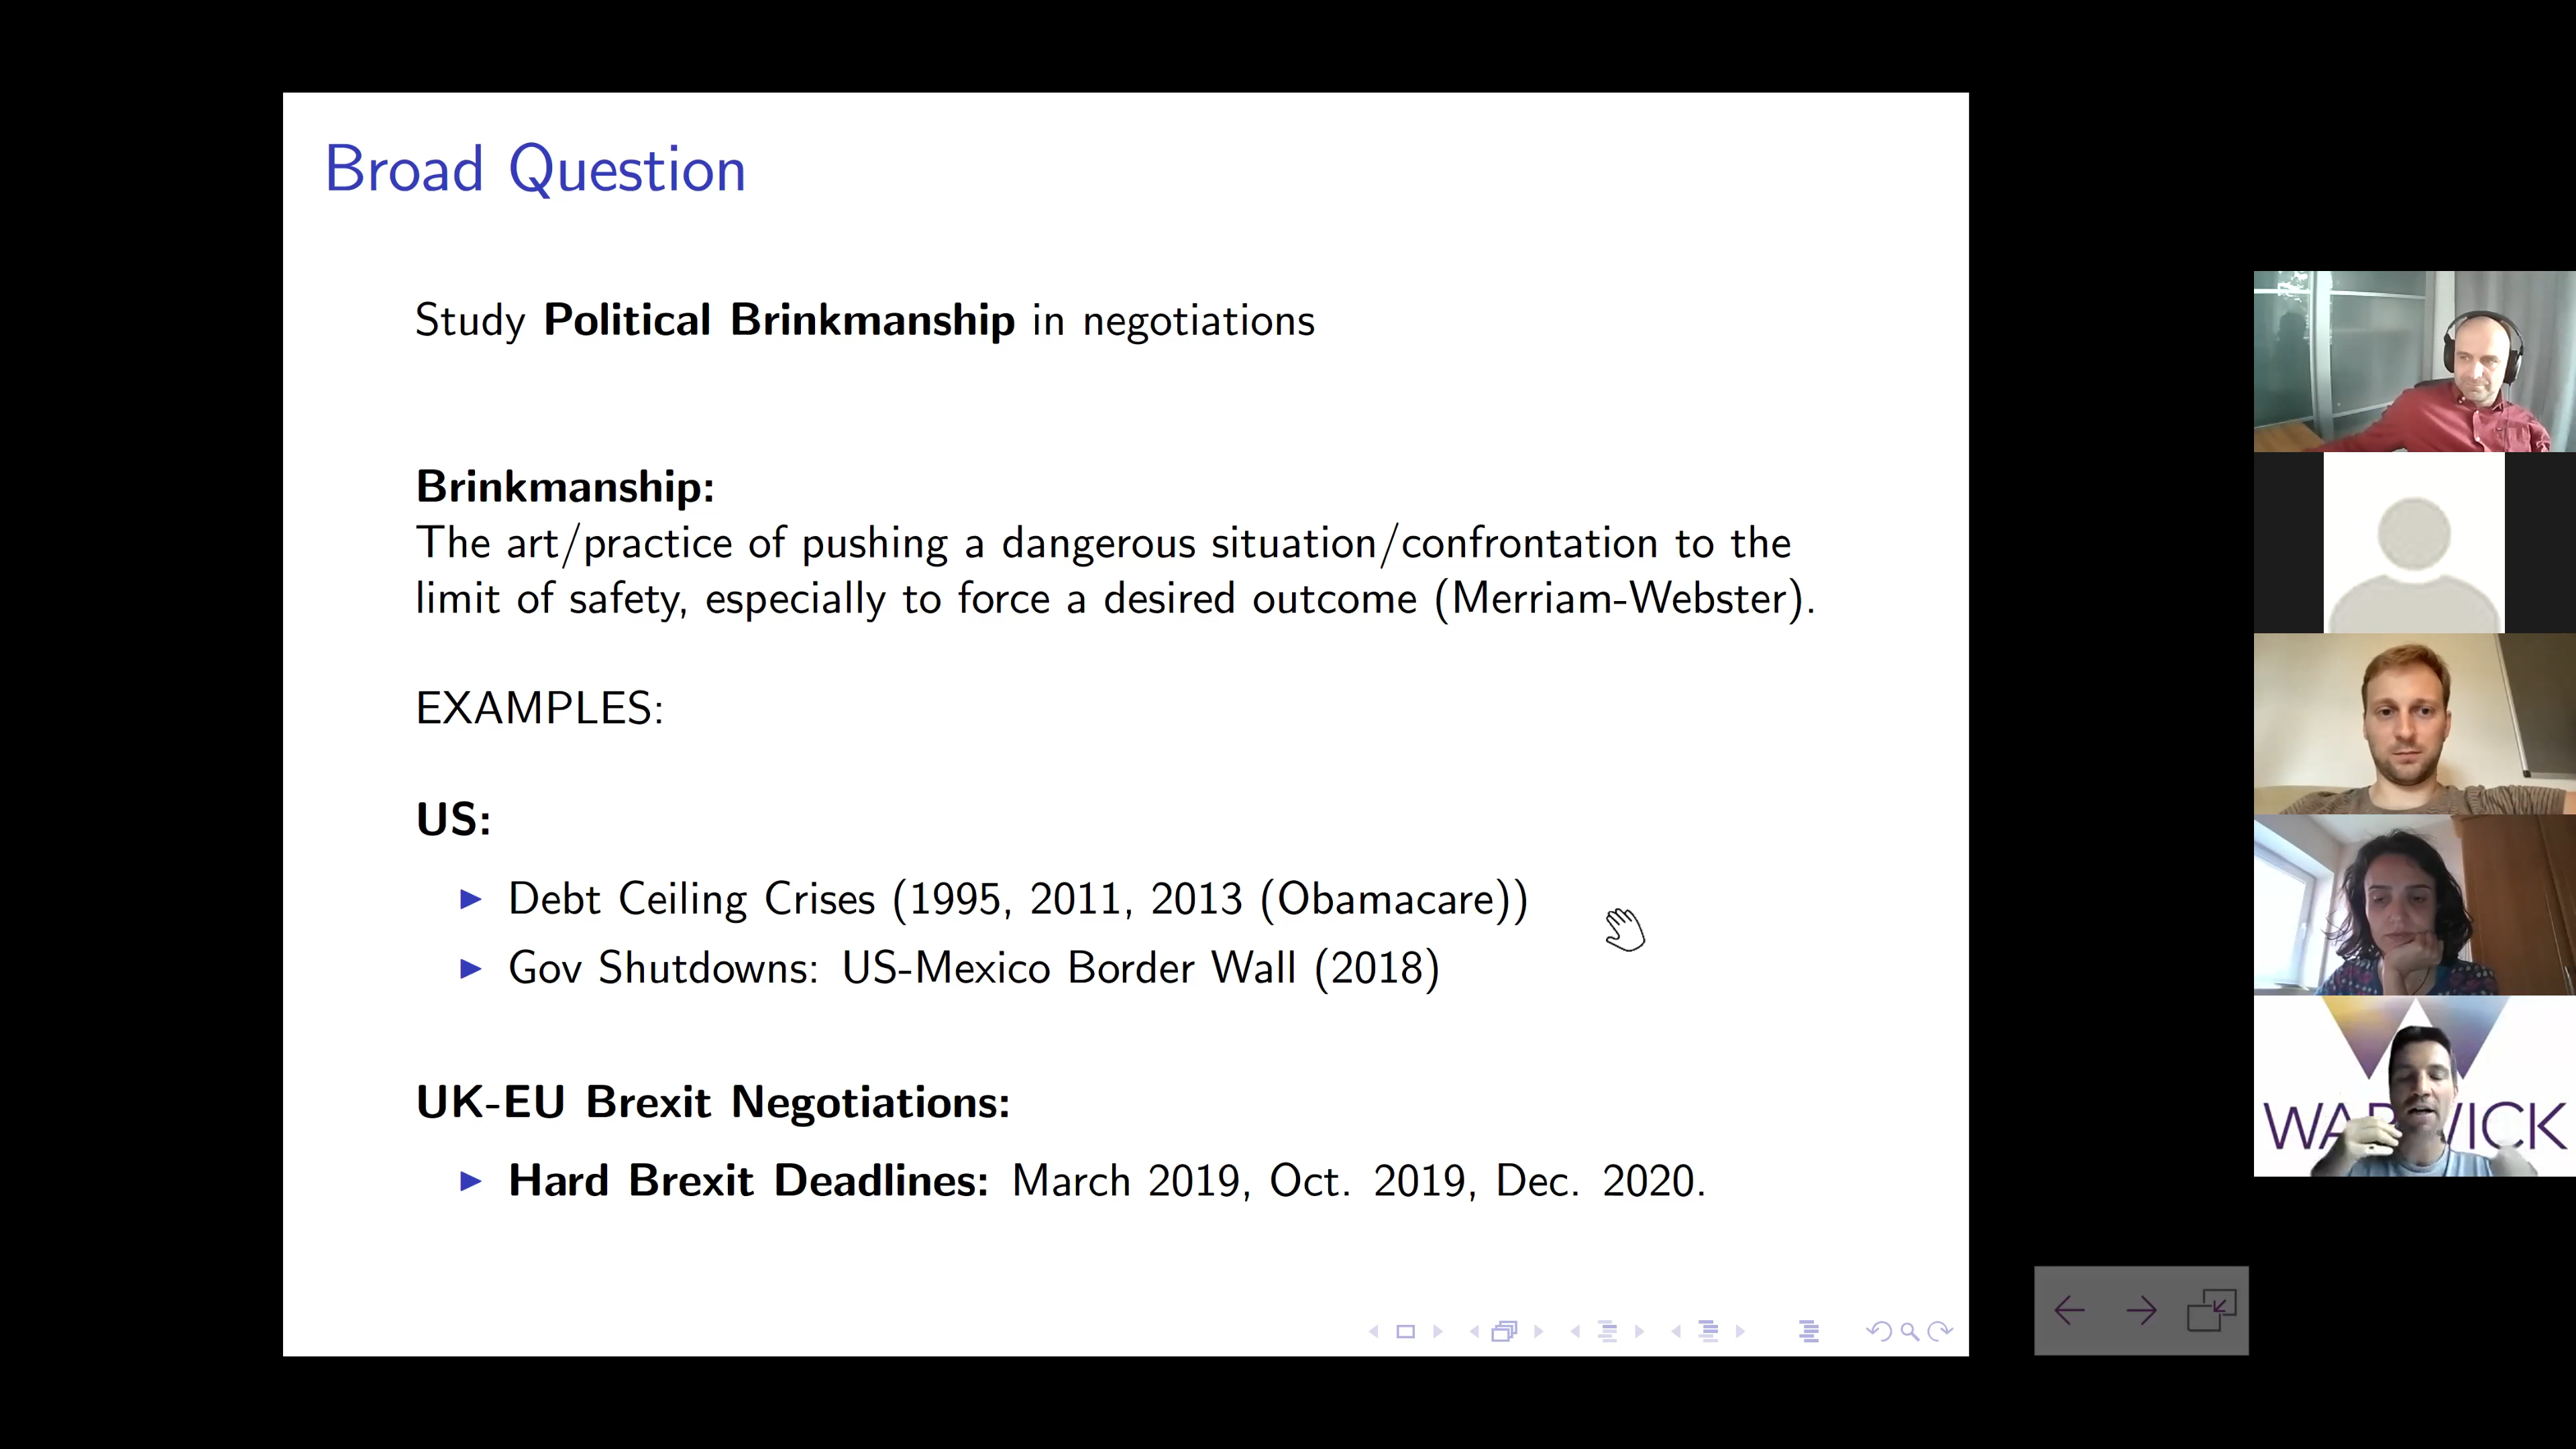 Broad Question
Study Political Brinkmanship in negotiations
Brinkmanship:
The art/practice of pushing a dangerous situation/confrontation to the
limit of safety, especially to force a desired outcome (Merriam-Webster).
EXAMPLES:
US:
Debt Ceiling Crises (1995, 2011, 2013 (Obamacare))
Gov Shutdowns: US-Mexico Border Wall (2018)
UK-EU Brexit Negotiations:
Hard Brexit Deadlines: March 2019, Oct. 2019, Dec. 2020.
WARWICK